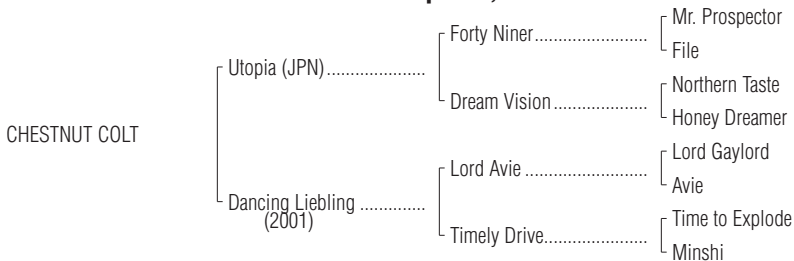 Mr. Prospector
Forty Niner
File
Utopia (JPN)
Northern Taste
Dream Vision
Honey Dreamer
CHESTNUT COLT
Lord Gaylord
Lord Avie
Avie
Dancing Liebling
(2001)
Time to Explode
Timely Drive
Minshi